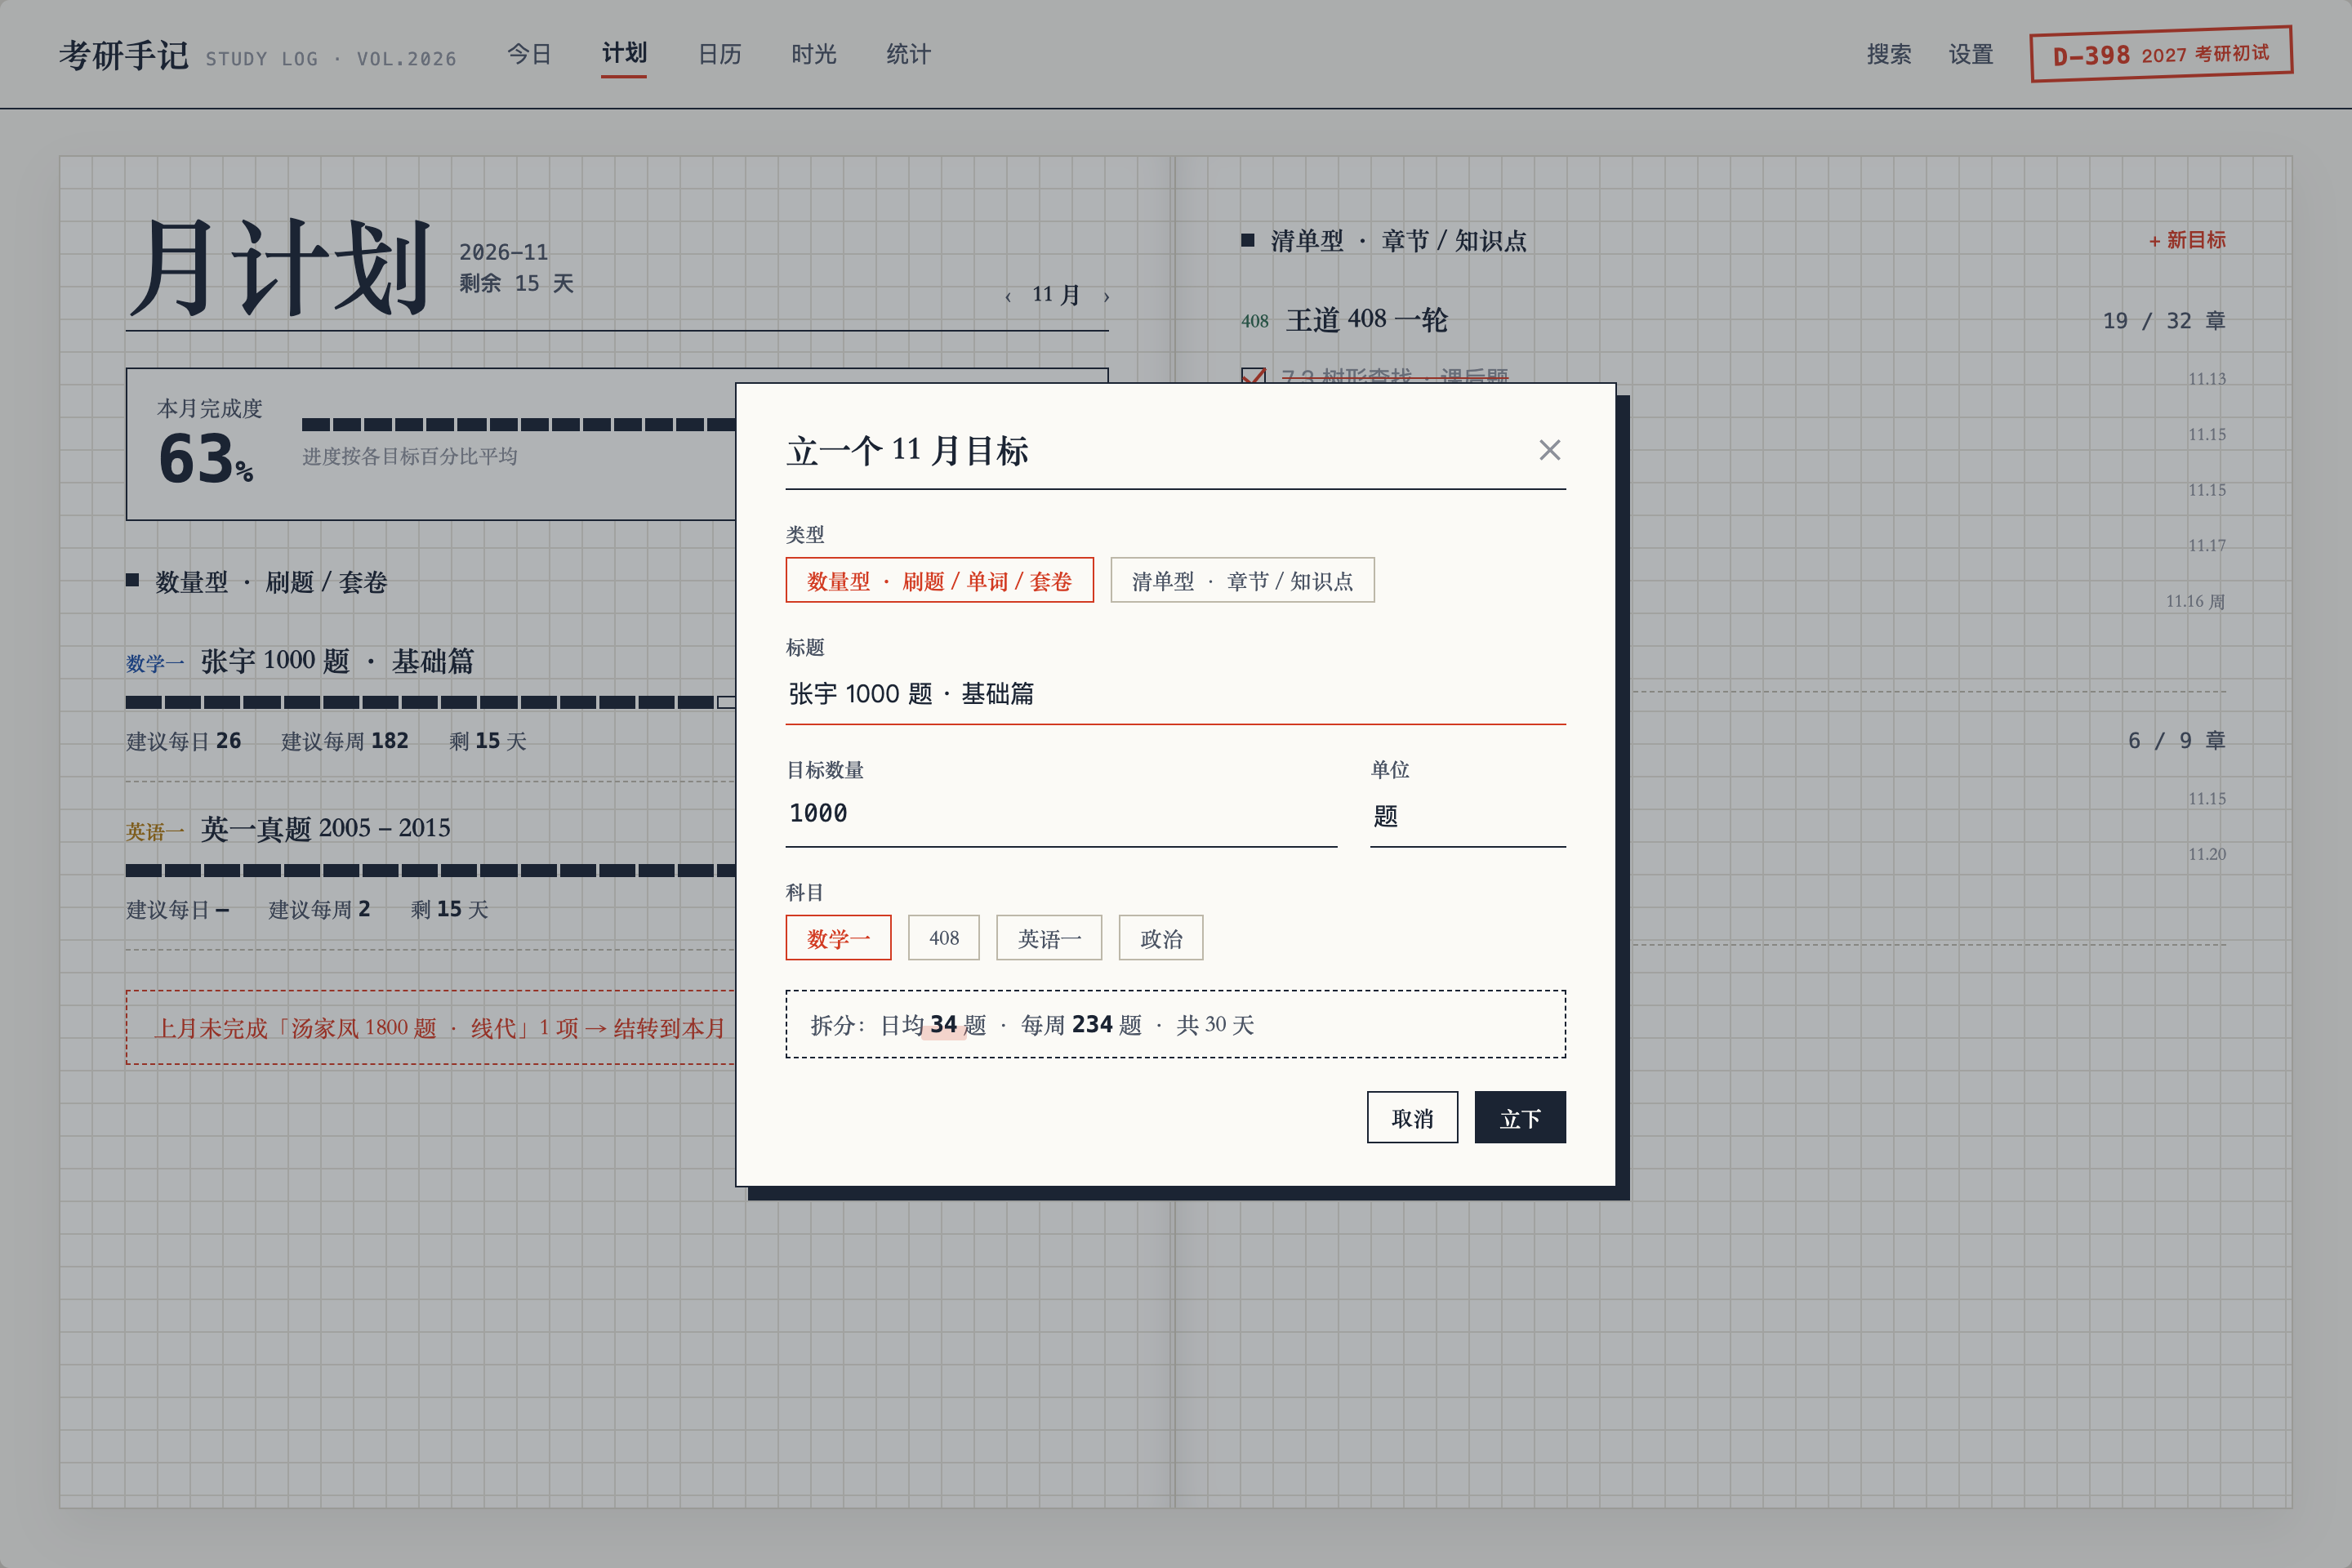 考研手记 STUDY LOG · VOL.2026 今日 计划 日历 时光 统计 搜索 设置 D–398 2027 考研初试
月计划
2026–11
剩余 15 天
‹ 11 月 ›
本月完成度
63%
进度按各目标百分比平均
数量型 · 刷题 / 套卷
数学一 张宇 1000 题 · 基础篇
建议每日 26 建议每周 182 剩 15 天
英语一 英一真题 2005 – 2015
建议每日 – 建议每周 2 剩 15 天
上月未完成「汤家凤 1800 题 · 线代」1 项 → 结转到本月
清单型 · 章节 / 知识点 + 新目标
408 王道 408 一轮 19 / 32 章
7.3 树形查找 · 课后题 11.13
11.15
11.15
11.17
11.16 周
6 / 9 章
11.15
11.20
立一个 11 月目标 ×
类型
数量型 · 刷题 / 单词 / 套卷 清单型 · 章节 / 知识点
标题
张宇 1000 题 · 基础篇
目标数量 单位
1000 题
科目
数学一 408 英语一 政治
拆分：日均 34 题 · 每周 234 题 · 共 30 天
取消 立下